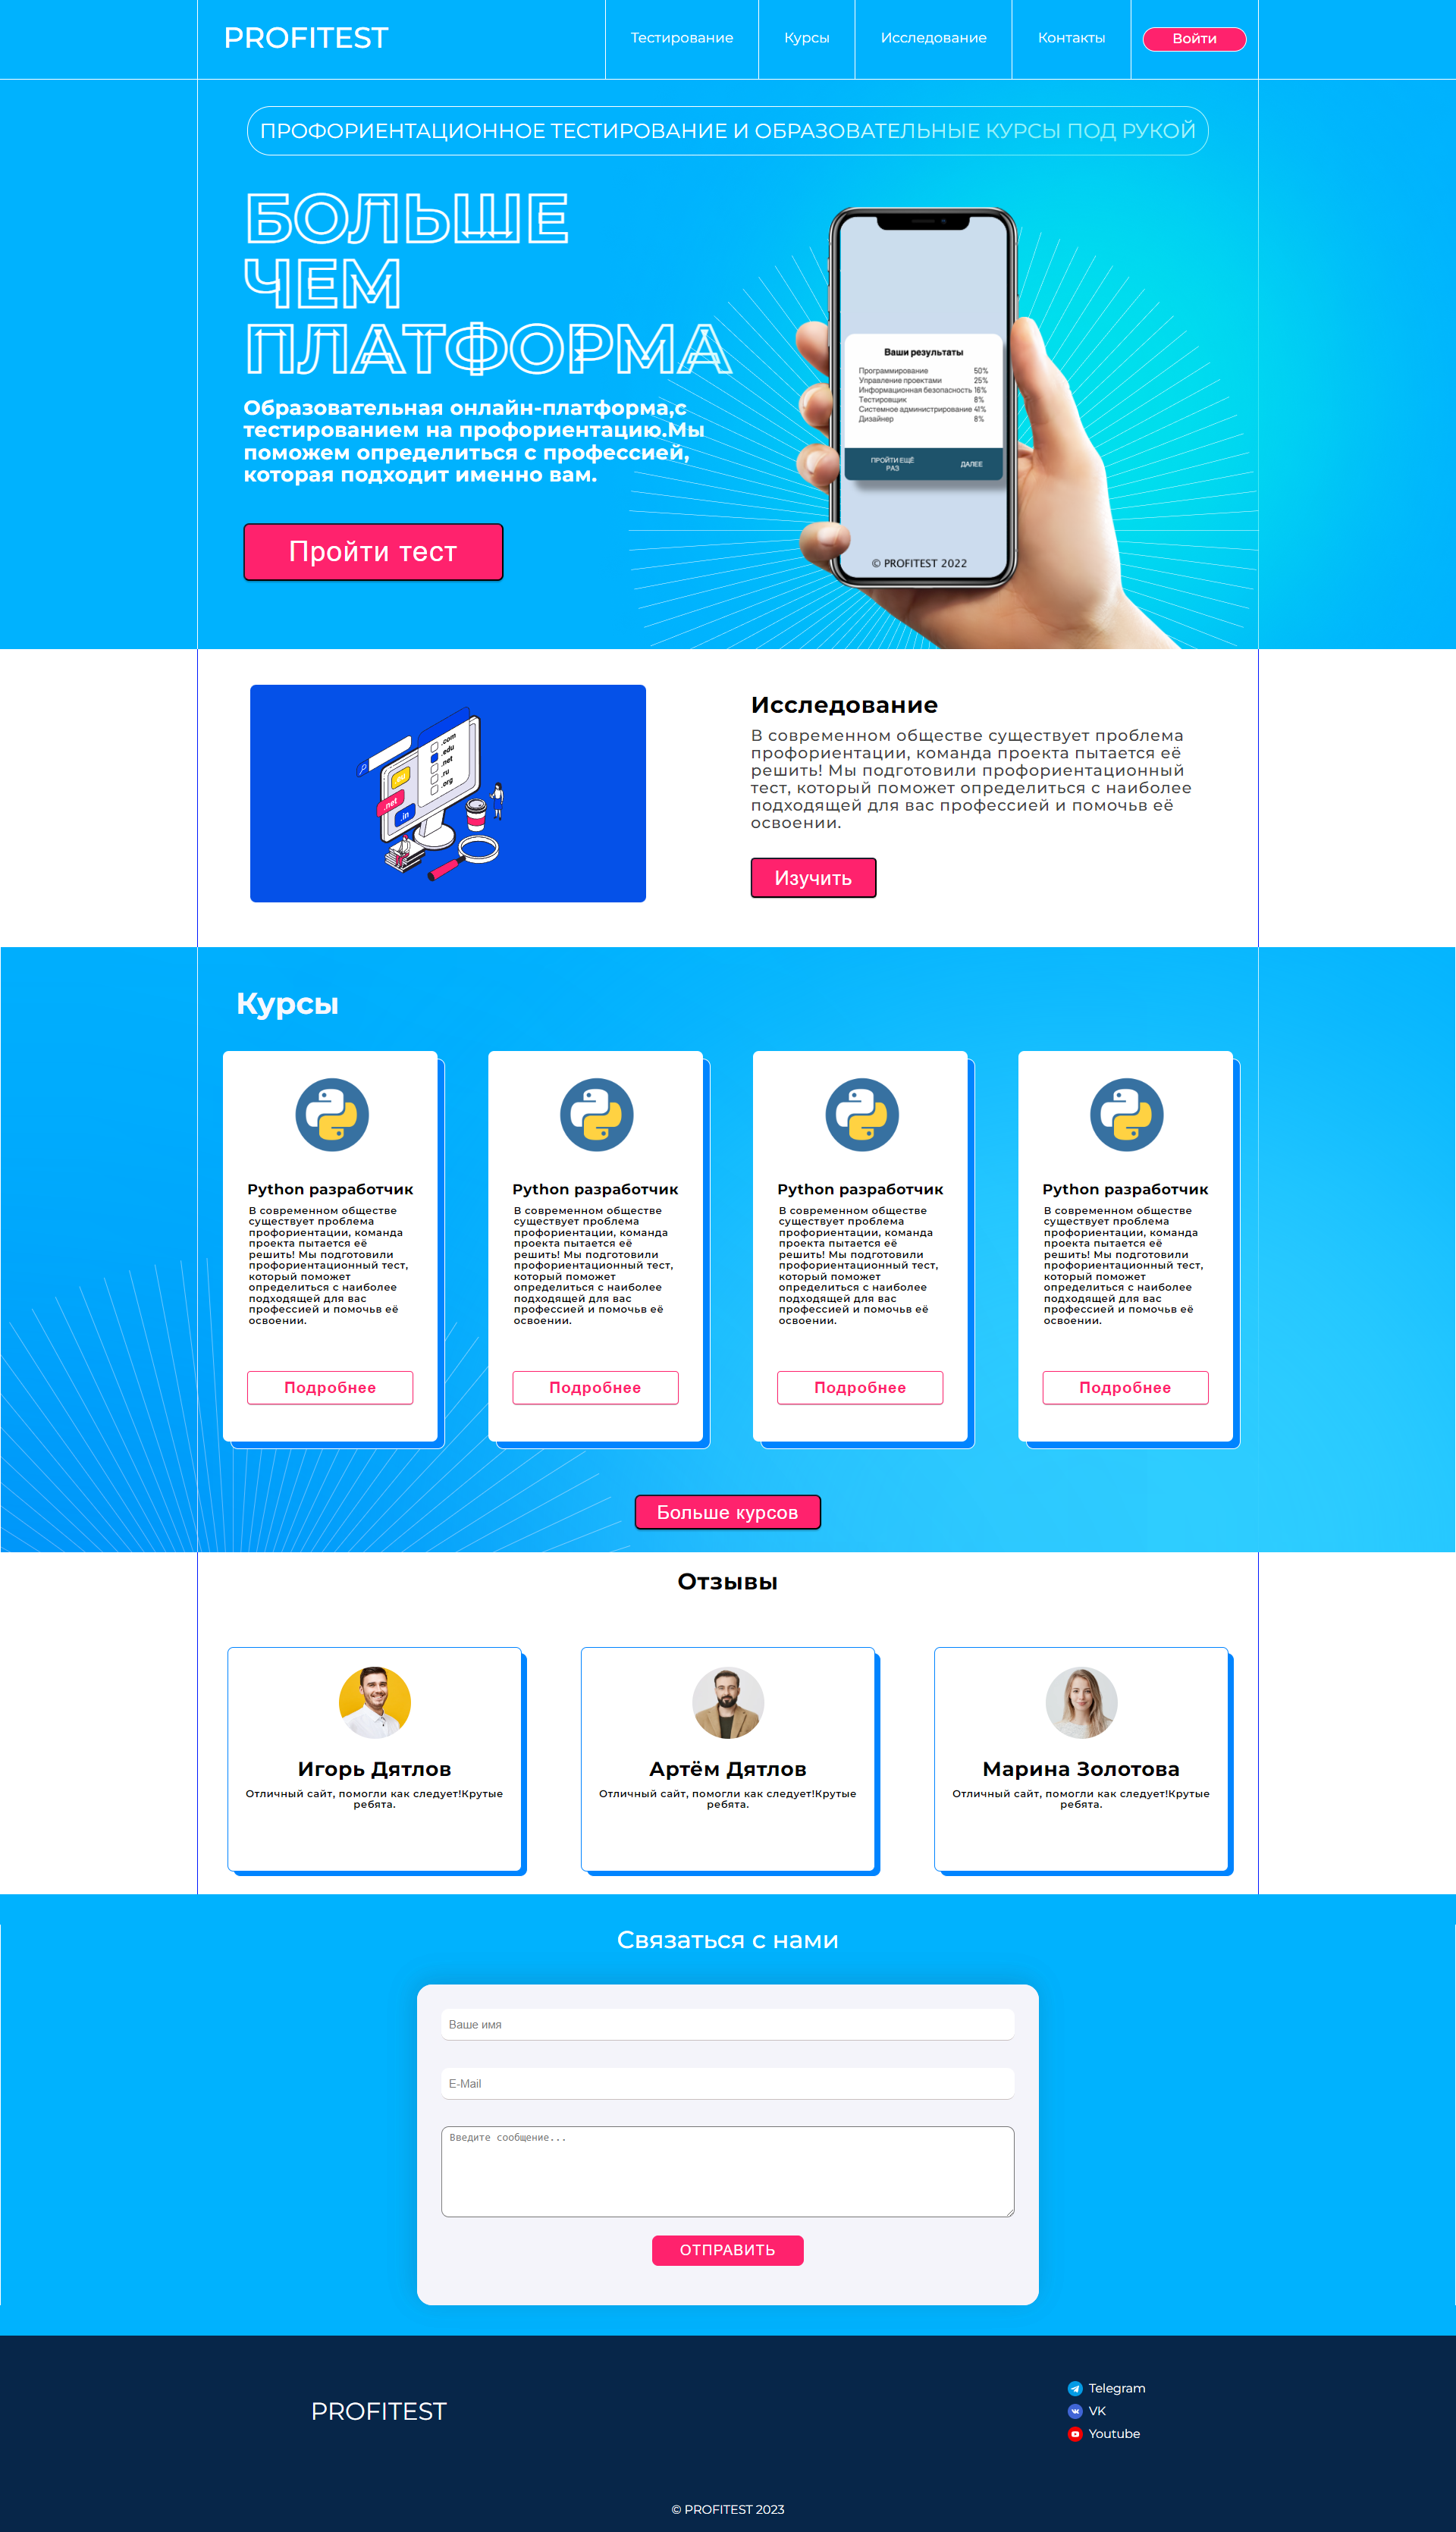 PROFITEST
Тестирование
Курсы
Исследование
Контакты
Войти
ПРОФОРИЕНТАЦИОННОЕ ТЕСТИРОВАНИЕ И ОБРАЗОВАТЕЛЬНЫЕ КУРСЫ ПОД РУКОЙ
БОЛЬШЕ
ЧЕМ
ПЛАТФОРМА
Образовательная онлайн-платформа,с
тестированием на профориентацию.Мы
поможем определиться с профессией,
которая подходит именно вам.
Пройти тест
Ваши результаты
Программирование 50%
Управление проектами 25%
Информационная безопасность 16%
Тестировщик 8%
Системное администрирование 41%
Дизайнер 8%
ПРОЙТИ ЕЩЁ
РАЗ
ДАЛЕЕ
© PROFITEST 2022
.com
.edu
.net
.ru
.org
.eu
.net
.in
Исследование
В современном обществе существует проблема
профориентации, команда проекта пытается её
решить! Мы подготовили профориентационный
тест, который поможет определиться с наиболее
подходящей для вас профессией и помочьв её
освоении.
Изучить
Курсы
Python разработчик
В современном обществе
существует проблема
профориентации, команда
проекта пытается её
решить! Мы подготовили
профориентационный тест,
который поможет
определиться с наиболее
подходящей для вас
профессией и помочьв её
освоении.
Подробнее
Python разработчик
В современном обществе
существует проблема
профориентации, команда
проекта пытается её
решить! Мы подготовили
профориентационный тест,
который поможет
определиться с наиболее
подходящей для вас
профессией и помочьв её
освоении.
Подробнее
Python разработчик
В современном обществе
существует проблема
профориентации, команда
проекта пытается её
решить! Мы подготовили
профориентационный тест,
который поможет
определиться с наиболее
подходящей для вас
профессией и помочьв её
освоении.
Подробнее
Python разработчик
В современном обществе
существует проблема
профориентации, команда
проекта пытается её
решить! Мы подготовили
профориентационный тест,
который поможет
определиться с наиболее
подходящей для вас
профессией и помочьв её
освоении.
Подробнее
Больше курсов
Отзывы
Игорь Дятлов
Отличный сайт, помогли как следует!Крутые
ребята.
Артём Дятлов
Отличный сайт, помогли как следует!Крутые
ребята.
Марина Золотова
Отличный сайт, помогли как следует!Крутые
ребята.
Связаться с нами
Ваше имя
E-Mail
Введите сообщение...
ОТПРАВИТЬ
PROFITEST
Telegram
VK
Youtube
© PROFITEST 2023